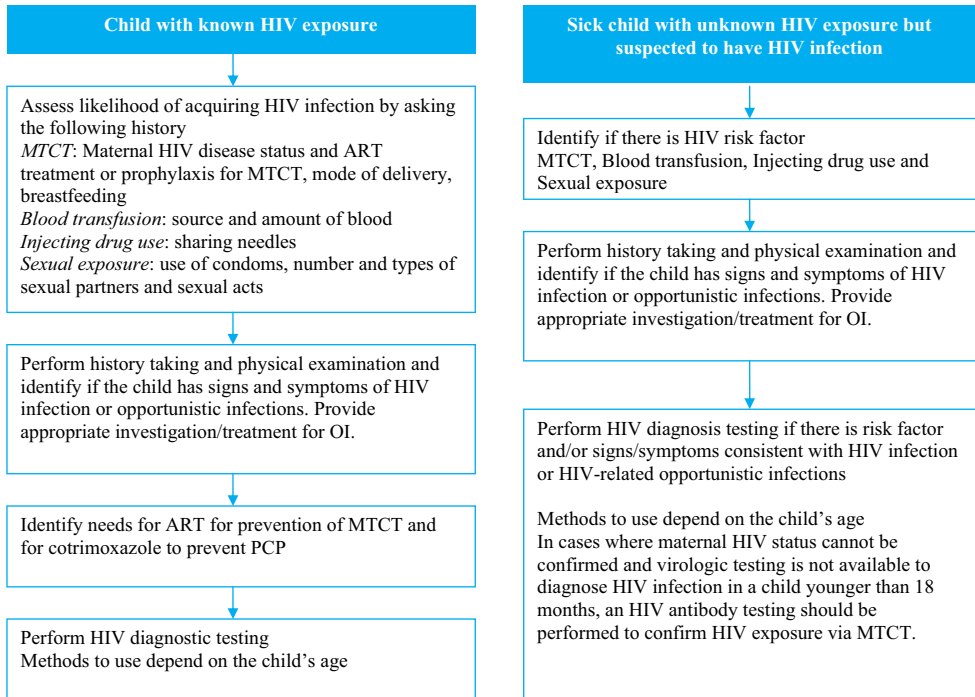 Child with known HIV exposure
Assess likelihood of acquiring HIV infection by asking
the following history
MTCT: Maternal HIV disease status and ART
treatment or prophylaxis for MTCT, mode of delivery,
breastfeeding
Blood transfusion: source and amount of blood
Injecting drug use: sharing needles
Sexual exposure: use of condoms, number and types of
sexual partners and sexual acts
Perform history taking and physical examination and
identify if the child has signs and symptoms of HIV
infection or opportunistic infections. Provide
appropriate investigation/treatment for OI.
Identify needs for ART for prevention of MTCT and
for cotrimoxazole to prevent PCP
Perform HIV diagnostic testing
Methods to use depend on the child's age
Sick child with unknown HIV exposure but
suspected to have HIV infection
Identify if there is HIV risk factor
MTCT, Blood transfusion, Injecting drug use and
Sexual exposure
Perform history taking and physical examination and
identify if the child has signs and symptoms of HIV
infection or opportunistic infections. Provide
appropriate investigation/treatment for OI.
Perform HIV diagnosis testing if there is risk factor
and/or signs/symptoms consistent with HIV infection
or HIV-related opportunistic infections
Methods to use depend on the child's age
In cases where maternal HIV status cannot be
confirmed and virologic testing is not available to
diagnose HIV infection in a child younger than 18
months, an HIV antibody testing should be
performed to confirm HIV exposure via MTCT.